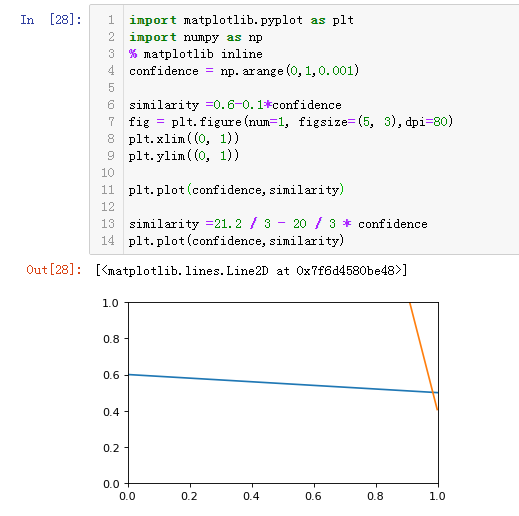 In [28]:
1 import matplotlib.pyplot as plt
2 import numpy as np
3 % matplotlib inline
4 confidence = np.arange(0,1,0.001)
5
6 similarity =0.6-0.1*confidence
7 fig = plt.figure(num=1, figsize=(5, 3),dpi=80)
8 plt.xlim((0, 1))
9 plt.ylim((0, 1))
10
11 plt.plot(confidence,similarity)
12
13 similarity =21.2 / 3 - 20 / 3 * confidence
14 plt.plot(confidence,similarity)
Out[28]: [<matplotlib.lines.Line2D at 0x7f6d4580be48>]
1.0
0.8
0.6
0.4
0.2
0.0
0.0 0.2 0.4 0.6 0.8 1.0